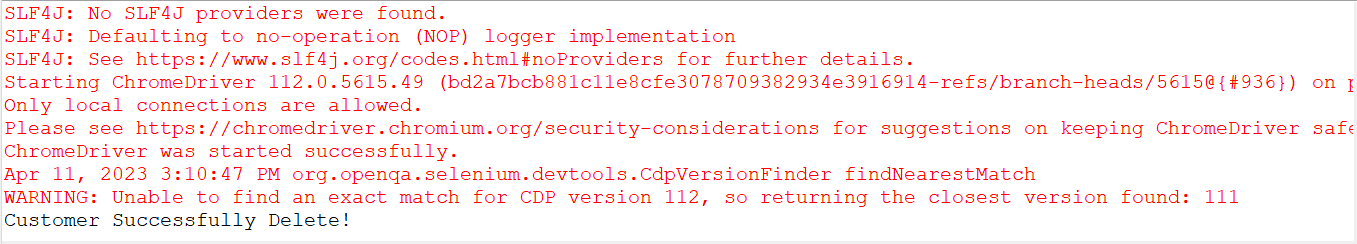 SLF4J: No SLF4J providers were found.
SLF4J: Defaulting to no-operation (NOP) logger implementation
SLF4J: See https://www.slf4j.org/codes.html#noProviders for further details.
Starting ChromeDriver 112.0.5615.49 (bd2a7bcb881c11e8cfe3078709382934e3916914-refs/branch-heads/5615@{#936}) on p
Only local connections are allowed.
Please see https://chromedriver.chromium.org/security-considerations for suggestions on keeping ChromeDriver safe
ChromeDriver was started successfully.
Apr 11, 2023 3:10:47 PM org.openqa.selenium.devtools.CdpVersionFinder findNearestMatch
WARNING: Unable to find an exact match for CDP version 112, so returning the closest version found: 111
Customer Successfully Delete!